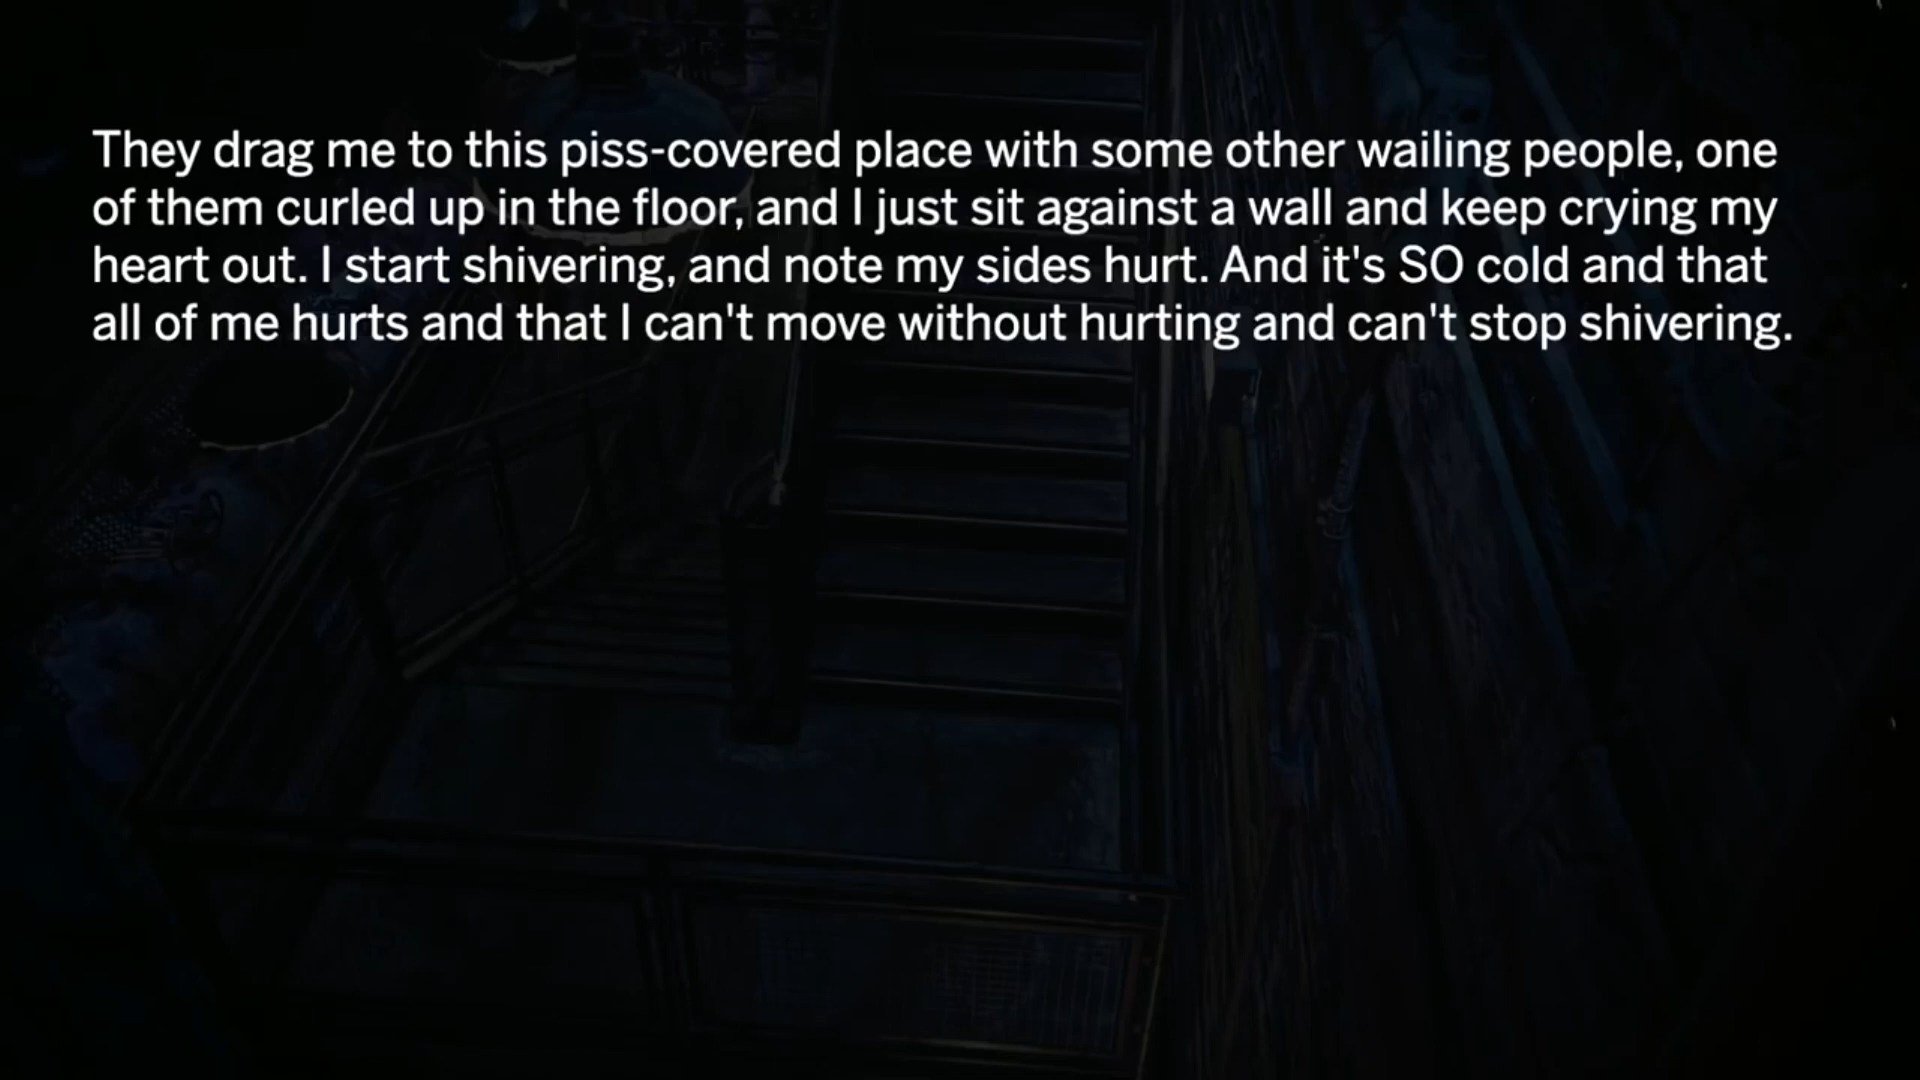 They drag me to this piss-covered place with some other wailing people, one
of them curled up in the floor, and I just sit against a wall and keep crying my
heart out. I start shivering, and note my sides hurt. And it's SO cold and that
all of me hurts and that I can't move without hurting and can't stop shivering.